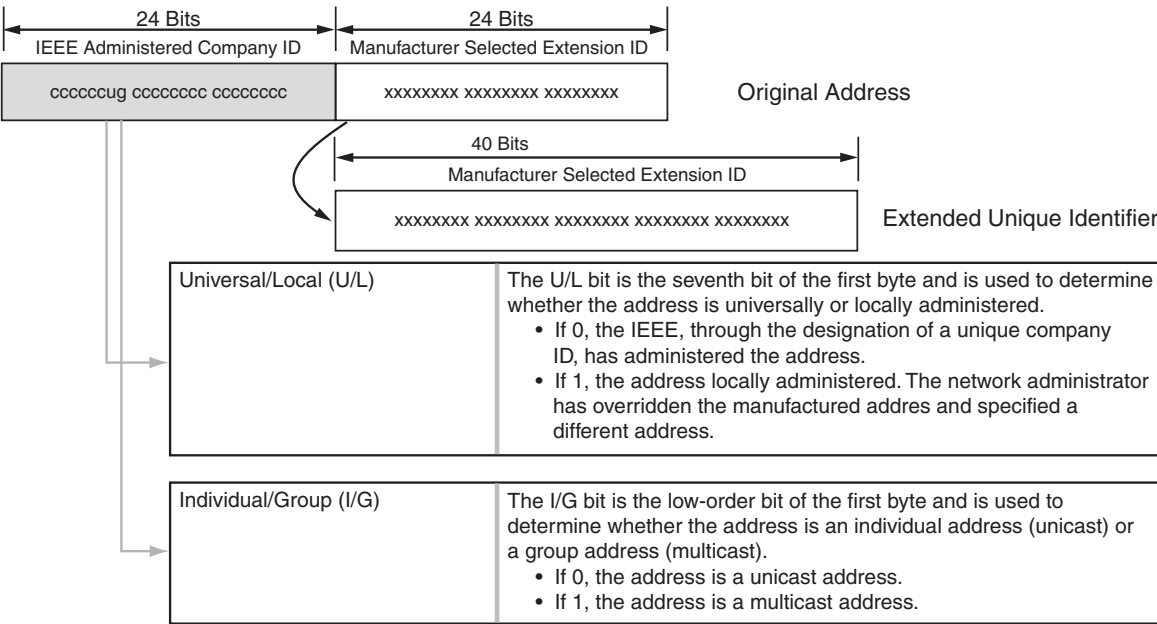 24 Bits 24 Bits
IEEE Administered Company ID Manufacturer Selected Extension ID
ccccccug cccccccc cccccccc xxxxxxxx xxxxxxxx xxxxxxxx Original Address
40 Bits
Manufacturer Selected Extension ID
xxxxxxxx xxxxxxxx xxxxxxxx xxxxxxxx xxxxxxxx Extended Unique Identifier
Universal/Local (U/L)
The U/L bit is the seventh bit of the first byte and is used to determine
whether the address is universally or locally administered.
• If 0, the IEEE, through the designation of a unique company
ID, has administered the address.
• If 1, the address locally administered. The network administrator
has overridden the manufactured addres and specified a
different address.
Individual/Group (I/G)
The I/G bit is the low-order bit of the first byte and is used to
determine whether the address is an individual address (unicast) or
a group address (multicast).
• If 0, the address is a unicast address.
• If 1, the address is a multicast address.